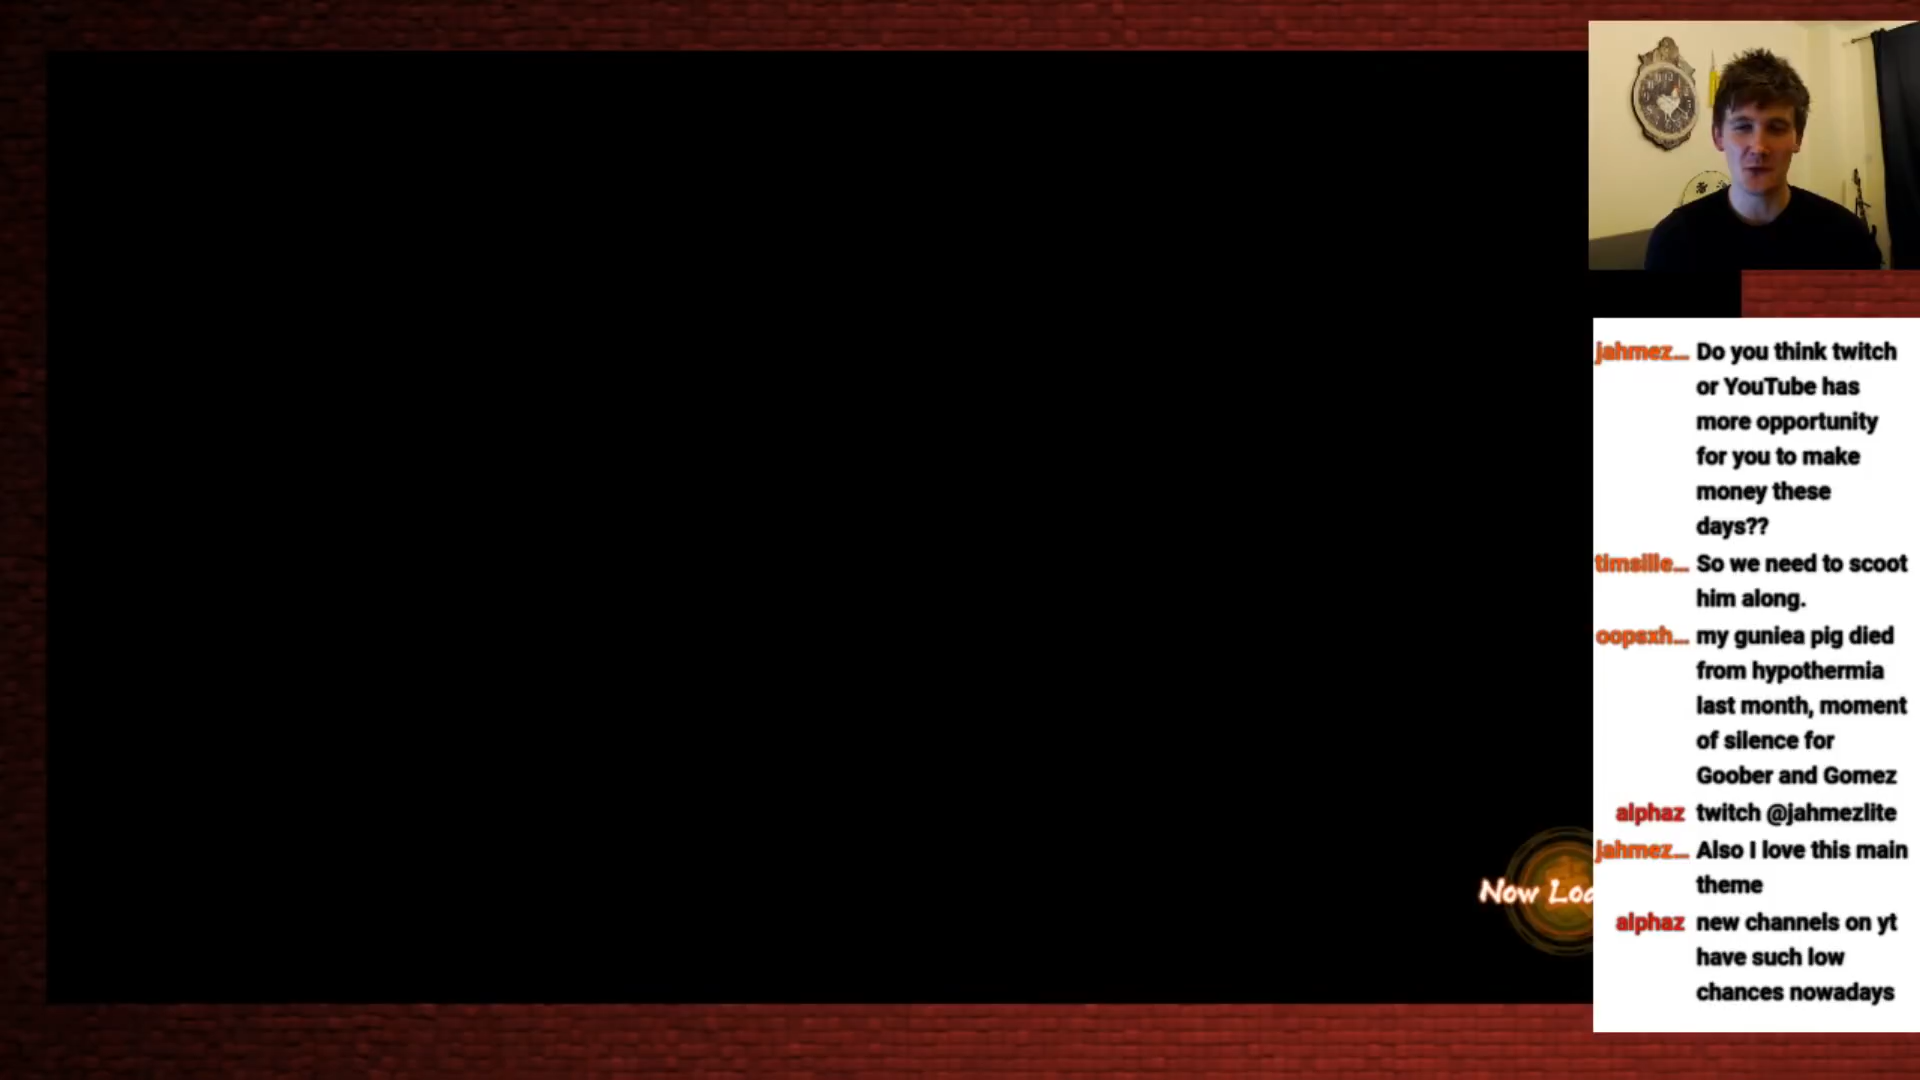 jahmez... Do you think twitch
or YouTube has
more opportunity
for you to make
money these
days??
timsille... So we need to scoot
him along.
oopsxh... my guniea pig died
from hypothermia
last month, moment
of silence for
Goober and Gomez
alphaz twitch @jahmezlite
jahmez... Also I love this main
theme
alphaz new channels on yt
have such low
chances nowadays
Now Loa